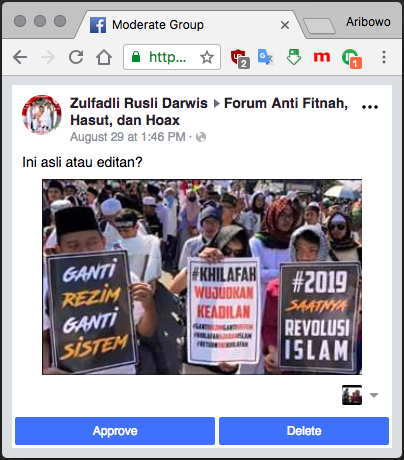 Moderate Group
Aribowo
http...
2
1
Zulfadli Rusli Darwis ▸ Forum Anti Fitnah,
Hasut, dan Hoax
August 29 at 1:46 PM ·
Ini asli atau editan?
GANTI
REZIM
GANTI
SISTEM
#KHILAFAH
WUJUDKAN
KEADILAN
#GANTIREZIMGANTISISTEM
#2019
SAATNYA
REVOLUSI
ISLAM
Approve
Delete